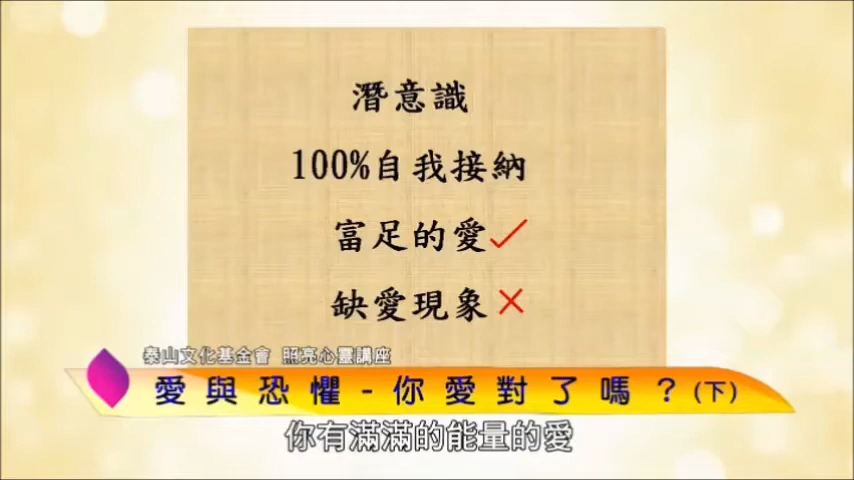 潛意識
100%自我接納
富足的愛✓
缺愛現象✕
泰山文化基金會 照亮心靈講座
愛與恐懼-你愛對了嗎？(下)
你有滿滿的能量的愛